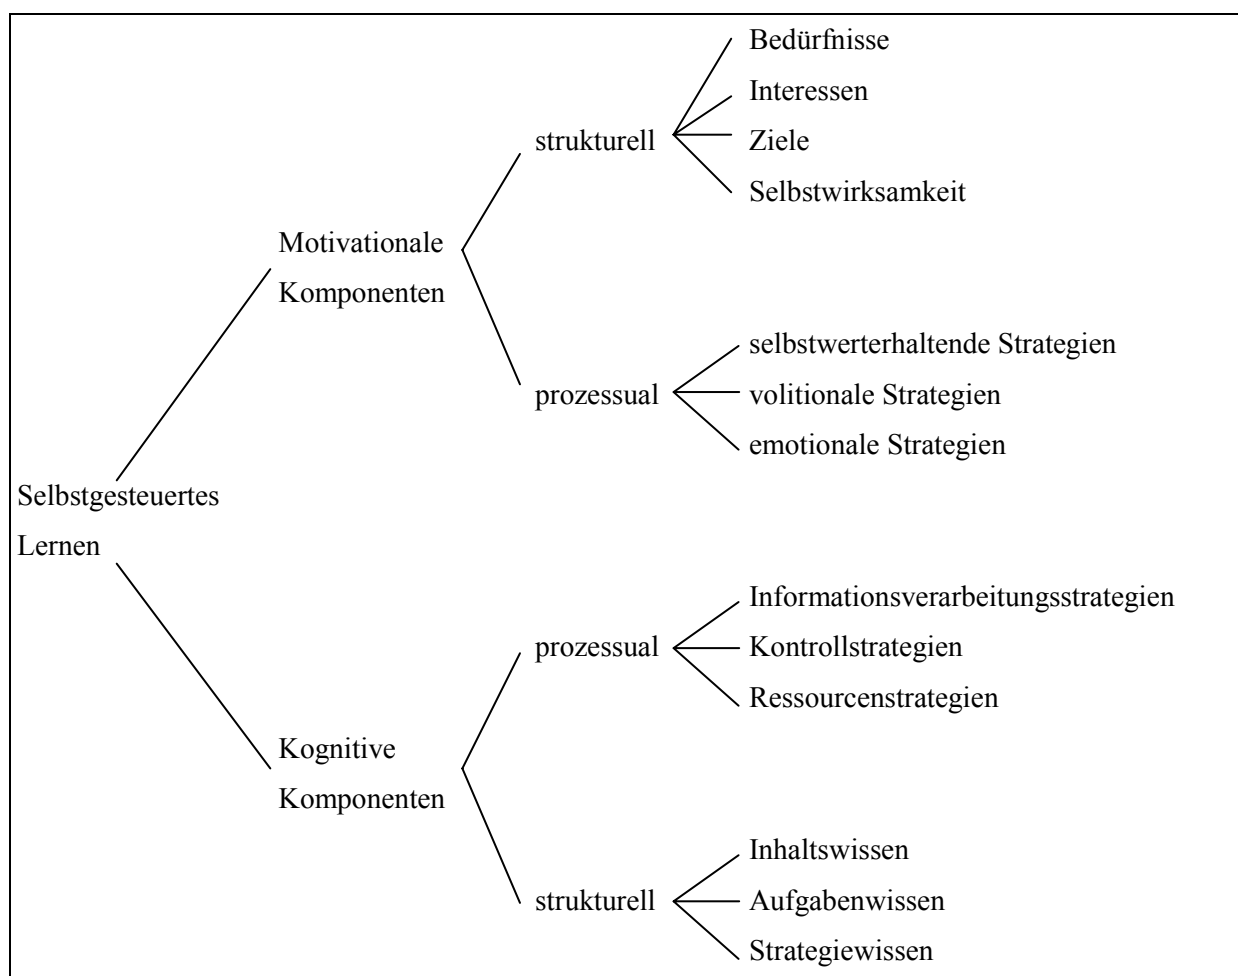 Bedürfnisse
Interessen
strukturell
Ziele
Selbstwirksamkeit
Motivationale
Komponenten
selbstwerterhaltende Strategien
prozessual
volitionale Strategien
emotionale Strategien
Selbstgesteuertes
Lernen
Informationsverarbeitungsstrategien
prozessual
Kontrollstrategien
Ressourcenstrategien
Kognitive
Komponenten
Inhaltswissen
strukturell
Aufgabenwissen
Strategiewissen